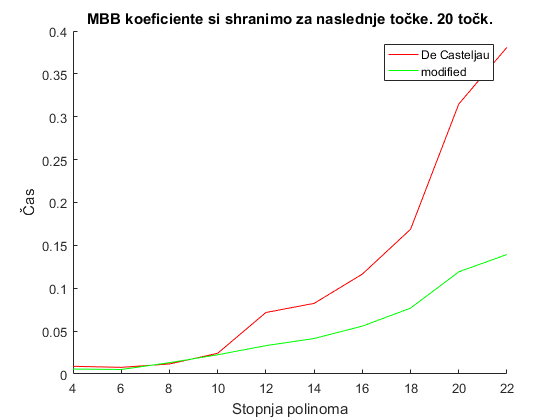 MBB koeficiente si shranimo za naslednje točke. 20 točk.
De Casteljau
modified
0.4
0.35
0.3
0.25
0.2
0.15
0.1
0.05
0
Čas
4 6 8 10 12 14 16 18 20 22
Stopnja polinoma